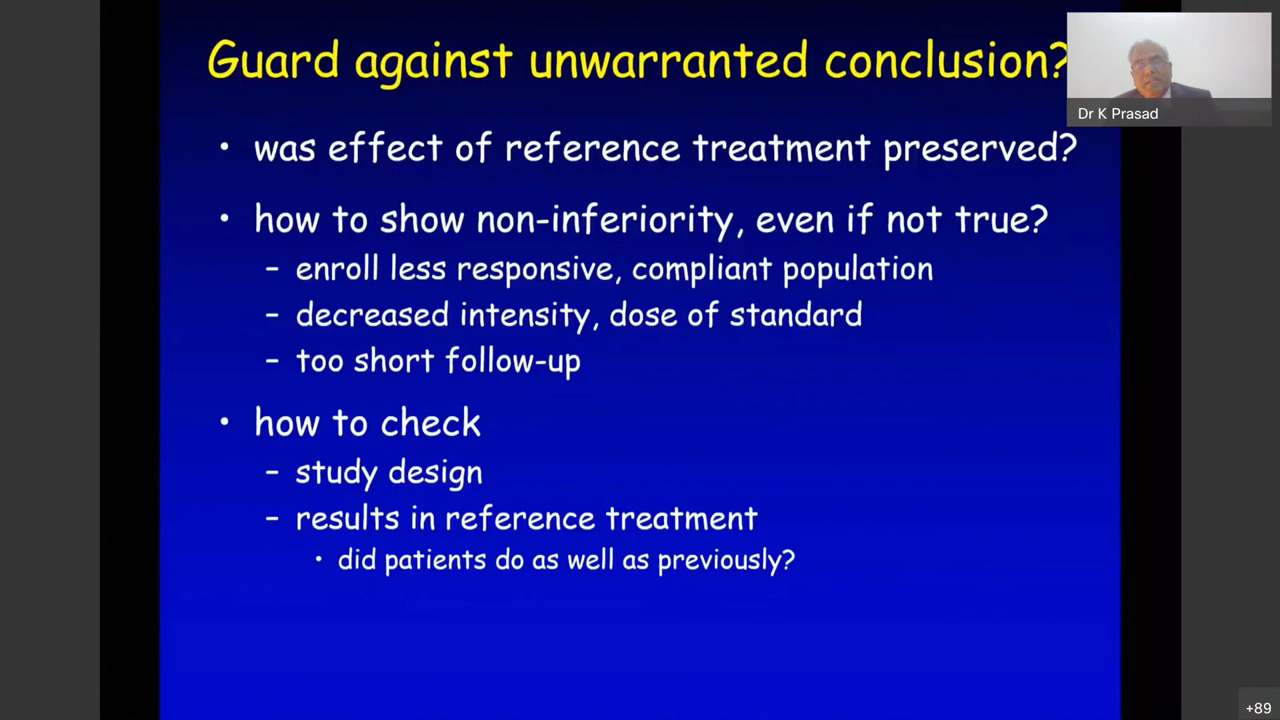 Guard against unwarranted conclusion?
Dr K Prasad
• was effect of reference treatment preserved?
• how to show non-inferiority, even if not true?
– enroll less responsive, compliant population
– decreased intensity, dose of standard
– too short follow-up
• how to check
– study design
– results in reference treatment
• did patients do as well as previously?
+89